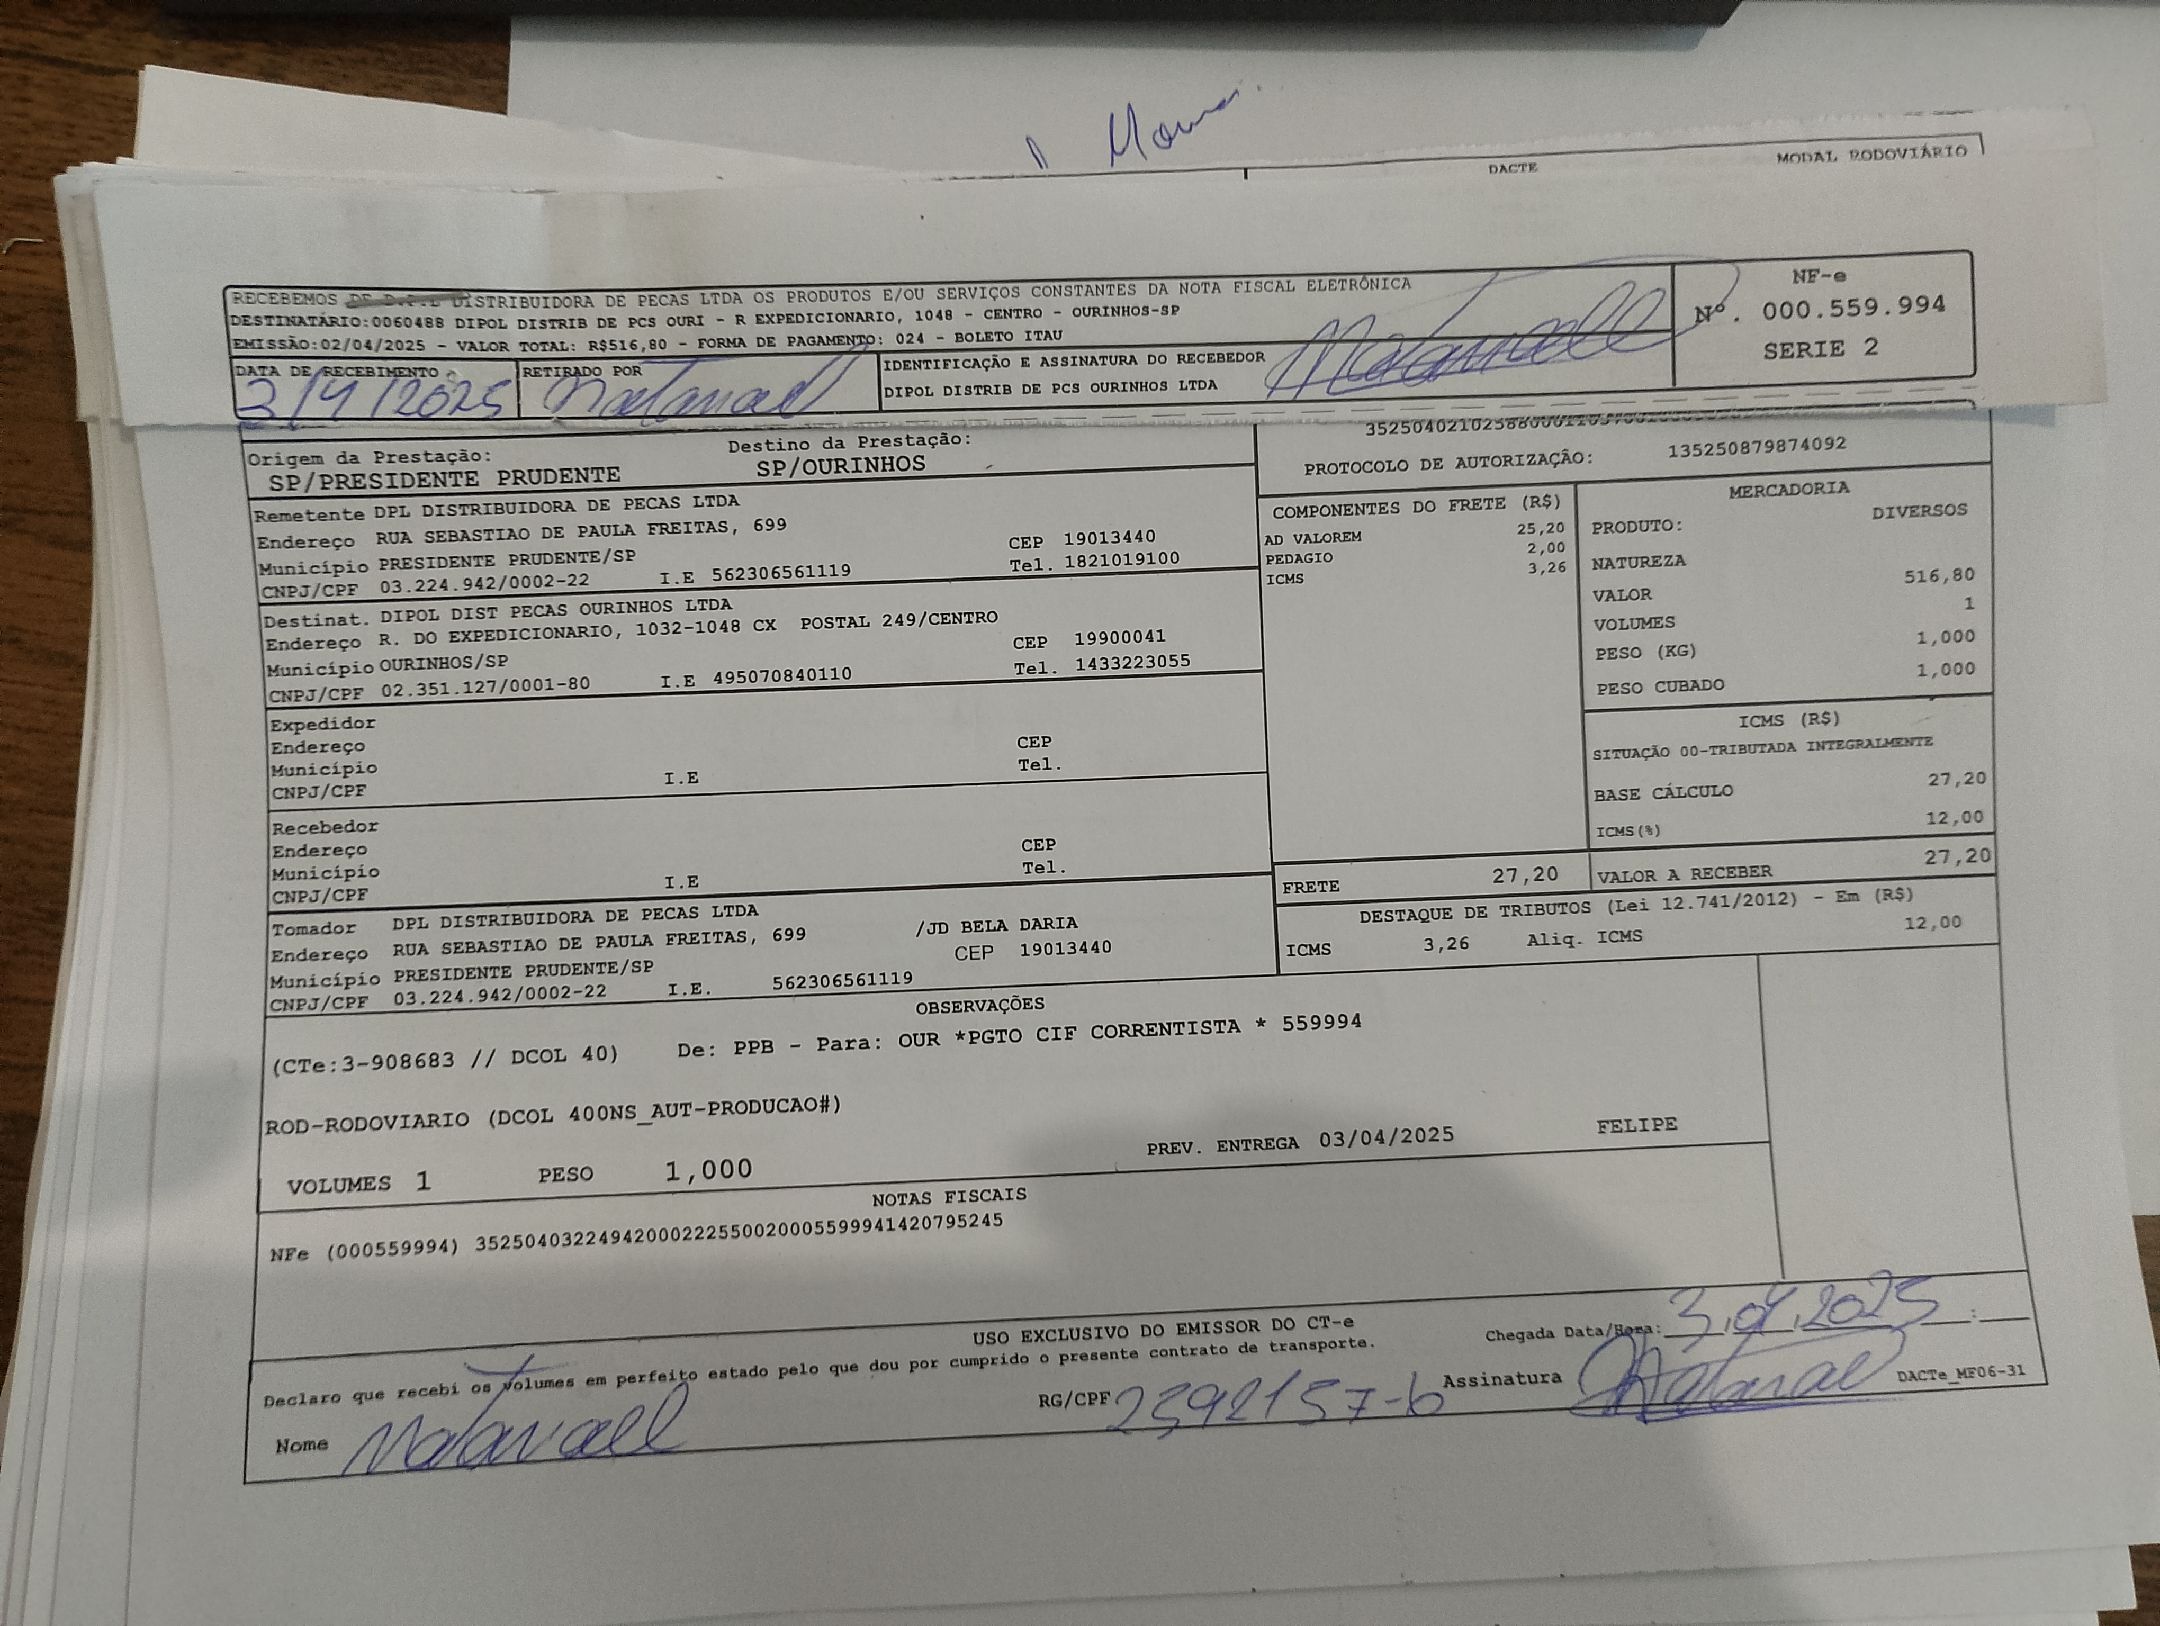 DACTE
MODAL RODOVIÁRIO
RECEBEMOS DE D.P.L DISTRIBUIDORA DE PECAS LTDA OS PRODUTOS E/OU SERVIÇOS CONSTANTES DA NOTA FISCAL ELETRÔNICA
DESTINATÁRIO:0060488 DIPOL DISTRIB DE PCS OURI - R EXPEDICIONARIO, 1048 - CENTRO - OURINHOS-SP
EMISSÃO:02/04/2025 - VALOR TOTAL: R$516,80 - FORMA DE PAGAMENTO: 024 - BOLETO ITAU
NF-e
Nº. 000.559.994
SERIE 2
DATA DE RECEBIMENTO
3/4/2025
RETIRADO POR
Natanael
IDENTIFICAÇÃO E ASSINATURA DO RECEBEDOR
DIPOL DISTRIB DE PCS OURINHOS LTDA
Natanael
Origem da Prestação:
SP/PRESIDENTE PRUDENTE
Destino da Prestação:
SP/OURINHOS
PROTOCOLO DE AUTORIZAÇÃO: 135250879874092
Remetente DPL DISTRIBUIDORA DE PECAS LTDA
Endereço RUA SEBASTIAO DE PAULA FREITAS, 699
Município PRESIDENTE PRUDENTE/SP CEP 19013440
CNPJ/CPF 03.224.942/0002-22 I.E 562306561119 Tel. 1821019100
Destinat. DIPOL DIST PECAS OURINHOS LTDA
Endereço R. DO EXPEDICIONARIO, 1032-1048 CX POSTAL 249/CENTRO
Município OURINHOS/SP CEP 19900041
CNPJ/CPF 02.351.127/0001-80 I.E 495070840110 Tel. 1433223055
Expedidor
Endereço
Município CEP
CNPJ/CPF I.E Tel.
Recebedor
Endereço
Município CEP
CNPJ/CPF I.E Tel.
Tomador DPL DISTRIBUIDORA DE PECAS LTDA
Endereço RUA SEBASTIAO DE PAULA FREITAS, 699 /JD BELA DARIA
Município PRESIDENTE PRUDENTE/SP CEP 19013440
CNPJ/CPF 03.224.942/0002-22 I.E. 562306561119
COMPONENTES DO FRETE (R$)
AD VALOREM 25,20
PEDAGIO 2,00
ICMS 3,26
MERCADORIA
PRODUTO: DIVERSOS
NATUREZA
VALOR 516,80
VOLUMES 1
PESO (KG) 1,000
PESO CUBADO 1,000
ICMS (R$)
SITUAÇÃO 00-TRIBUTADA INTEGRALMENTE
BASE CÁLCULO 27,20
ICMS(%) 12,00
FRETE 27,20
VALOR A RECEBER 27,20
DESTAQUE DE TRIBUTOS (Lei 12.741/2012) - Em (R$)
ICMS 3,26 Aliq. ICMS 12,00
OBSERVAÇÕES
(CTe:3-908683 // DCOL 40) De: PPB - Para: OUR *PGTO CIF CORRENTISTA * 559994
ROD-RODOVIARIO (DCOL 400NS_AUT-PRODUCAO#)
VOLUMES 1 PESO 1,000 PREV. ENTREGA 03/04/2025 FELIPE
NOTAS FISCAIS
NFe (000559994) 35250403224942000222550020005599941420795245
USO EXCLUSIVO DO EMISSOR DO CT-e
Declaro que recebi os volumes em perfeito estado pelo que dou por cumprido o presente contrato de transporte.
Chegada Data/Hora: 3.04.2025 :
Nome Natanael
RG/CPF 2592157-6
Assinatura Natanael
DACTe_MF06-31